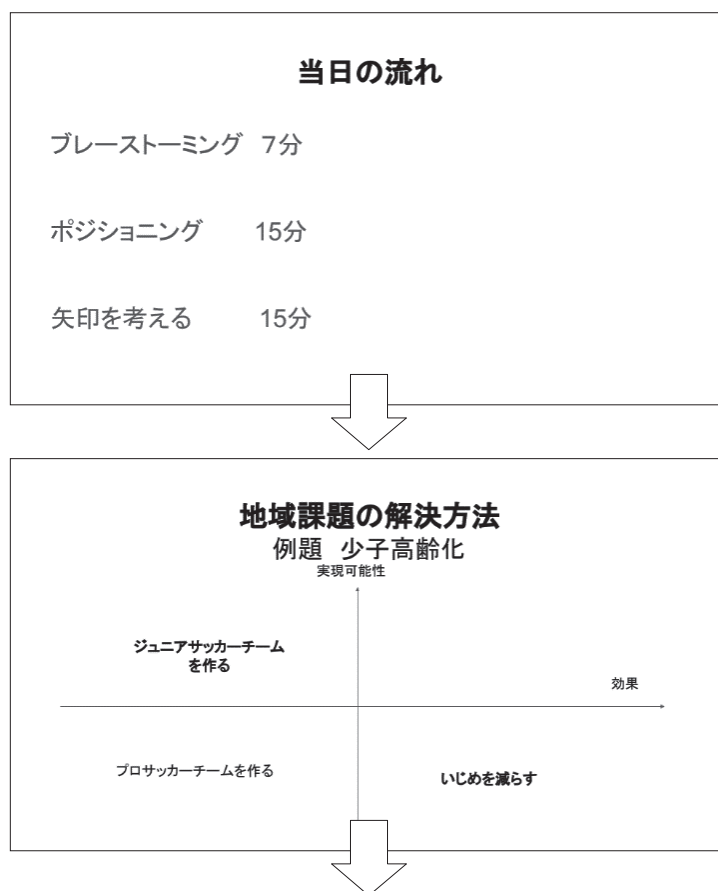 当日の流れ
ブレーストーミング 7分
ポジショニング 15分
矢印を考える 15分
地域課題の解決方法
例題 少子高齢化
実現可能性
ジュニアサッカーチーム
を作る
効果
プロサッカーチームを作る
いじめを減らす